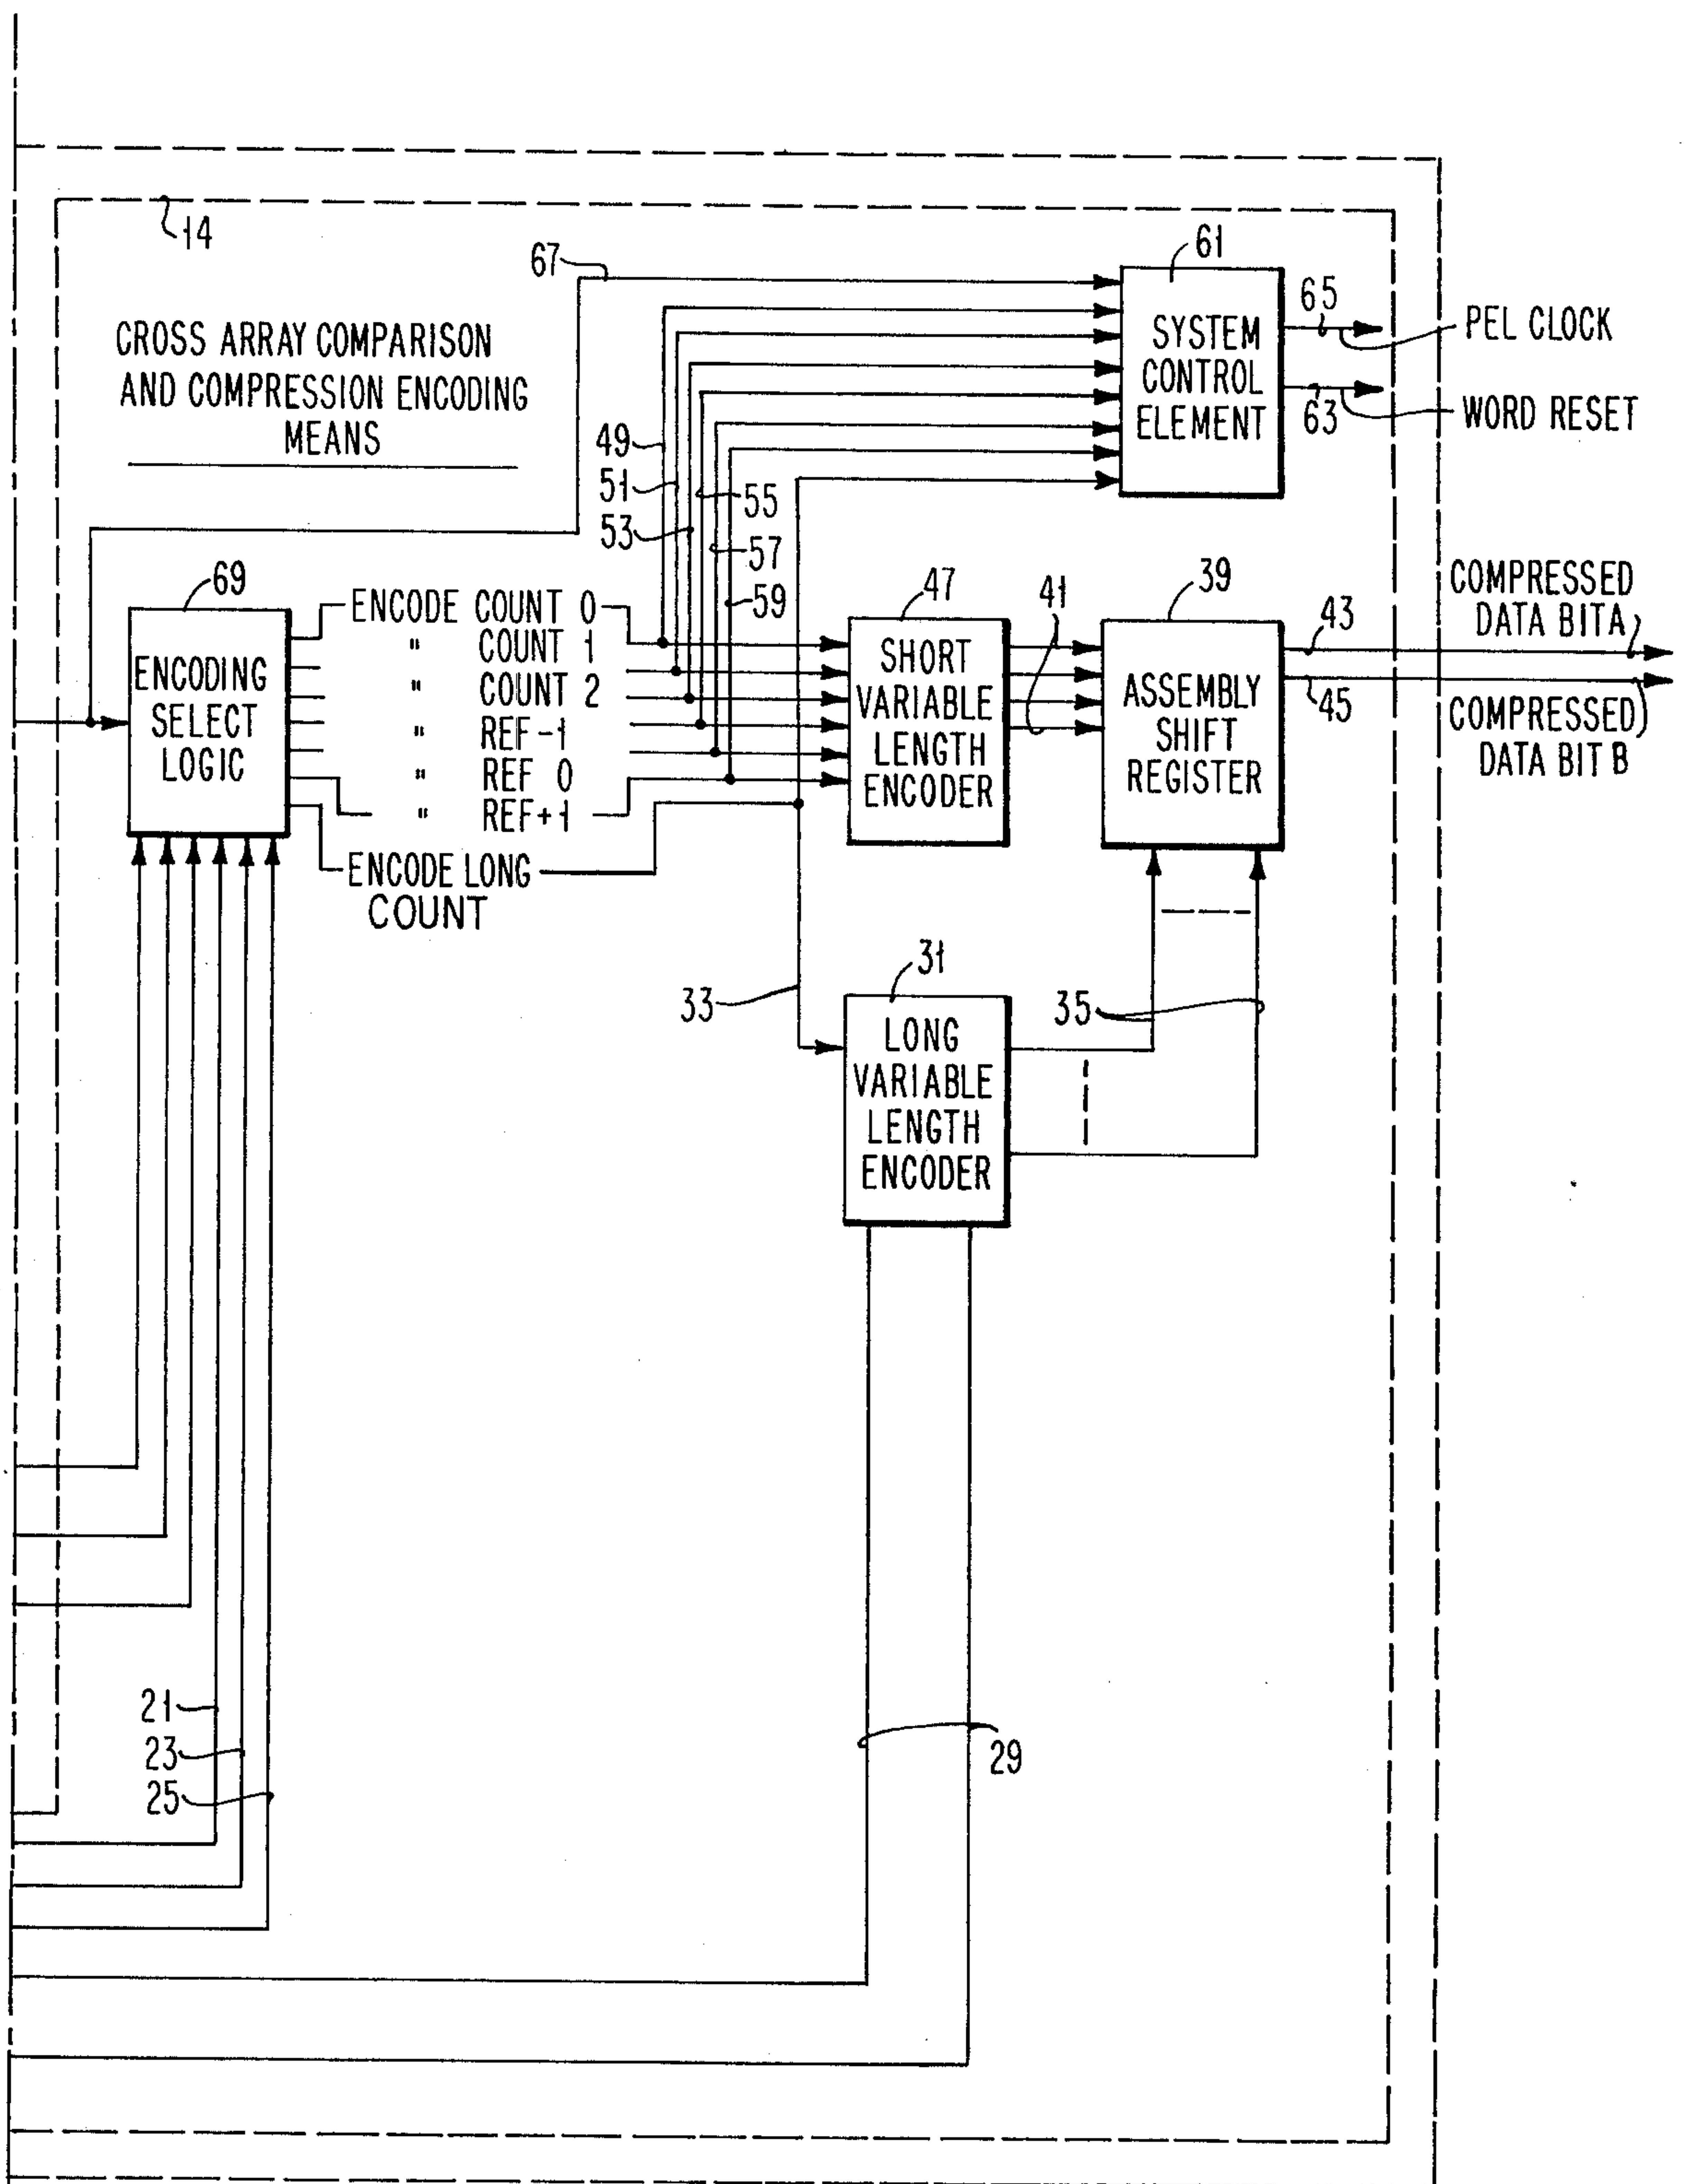 14
67
61
SYSTEM
CONTROL
ELEMENT
65
PEL CLOCK
63
WORD RESET
CROSS ARRAY COMPARISON
AND COMPRESSION ENCODING
MEANS
49
51
53
55
57
59
69
ENCODING
SELECT
LOGIC
ENCODE COUNT 0
" COUNT 1
" COUNT 2
" REF-1
" REF 0
" REF+1
ENCODE LONG
COUNT
47
SHORT
VARIABLE
LENGTH
ENCODER
41
39
ASSEMBLY
SHIFT
REGISTER
43
COMPRESSED
DATA BIT A
45
COMPRESSED
DATA BIT B
33
31
LONG
VARIABLE
LENGTH
ENCODER
35
21
23
25
29